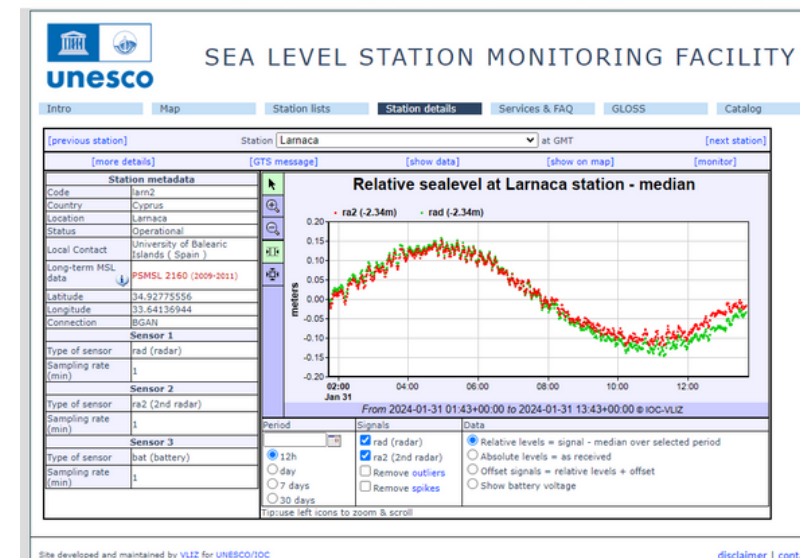 unesco
SEA LEVEL STATION MONITORING FACILITY
Intro Map Station lists Station details Services & FAQ GLOSS Catalog
[previous station] Station Larnaca at GMT [next station]
[more details] [GTS message] [show data] [show on map] [monitor]
Station metadata
Code larn2
Country Cyprus
Location Larnaca
Status Operational
Local Contact University of Balearic
Islands ( Spain )
Long-term MSL
data i PSMSL 2160 (2009-2011)
Latitude 34.92775556
Longitude 33.64136944
Connection BGAN
Sensor 1
Type of sensor rad (radar)
Sampling rate
(min) 1
Sensor 2
Type of sensor ra2 (2nd radar)
Sampling rate
(min) 1
Sensor 3
Type of sensor bat (battery)
Sampling rate
(min) 1
Relative sealevel at Larnaca station - median
ra2 (-2.34m) rad (-2.34m)
meters
0.20
0.15
0.10
0.05
0.00
-0.05
-0.10
-0.15
-0.20
02:00 04:00 06:00 08:00 10:00 12:00
Jan 31
From 2024-01-31 01:43+00:00 to 2024-01-31 13:43+00:00 © IOC-VLIZ
Period Signals Data
12h
day
7 days
30 days
rad (radar)
ra2 (2nd radar)
Remove outliers
Remove spikes
Relative levels = signal - median over selected period
Absolute levels = as received
Offset signals = relative levels + offset
Show battery voltage
Tip:use left icons to zoom & scroll
Site developed and maintained by VLIZ for UNESCO/IOC
disclaimer | cont